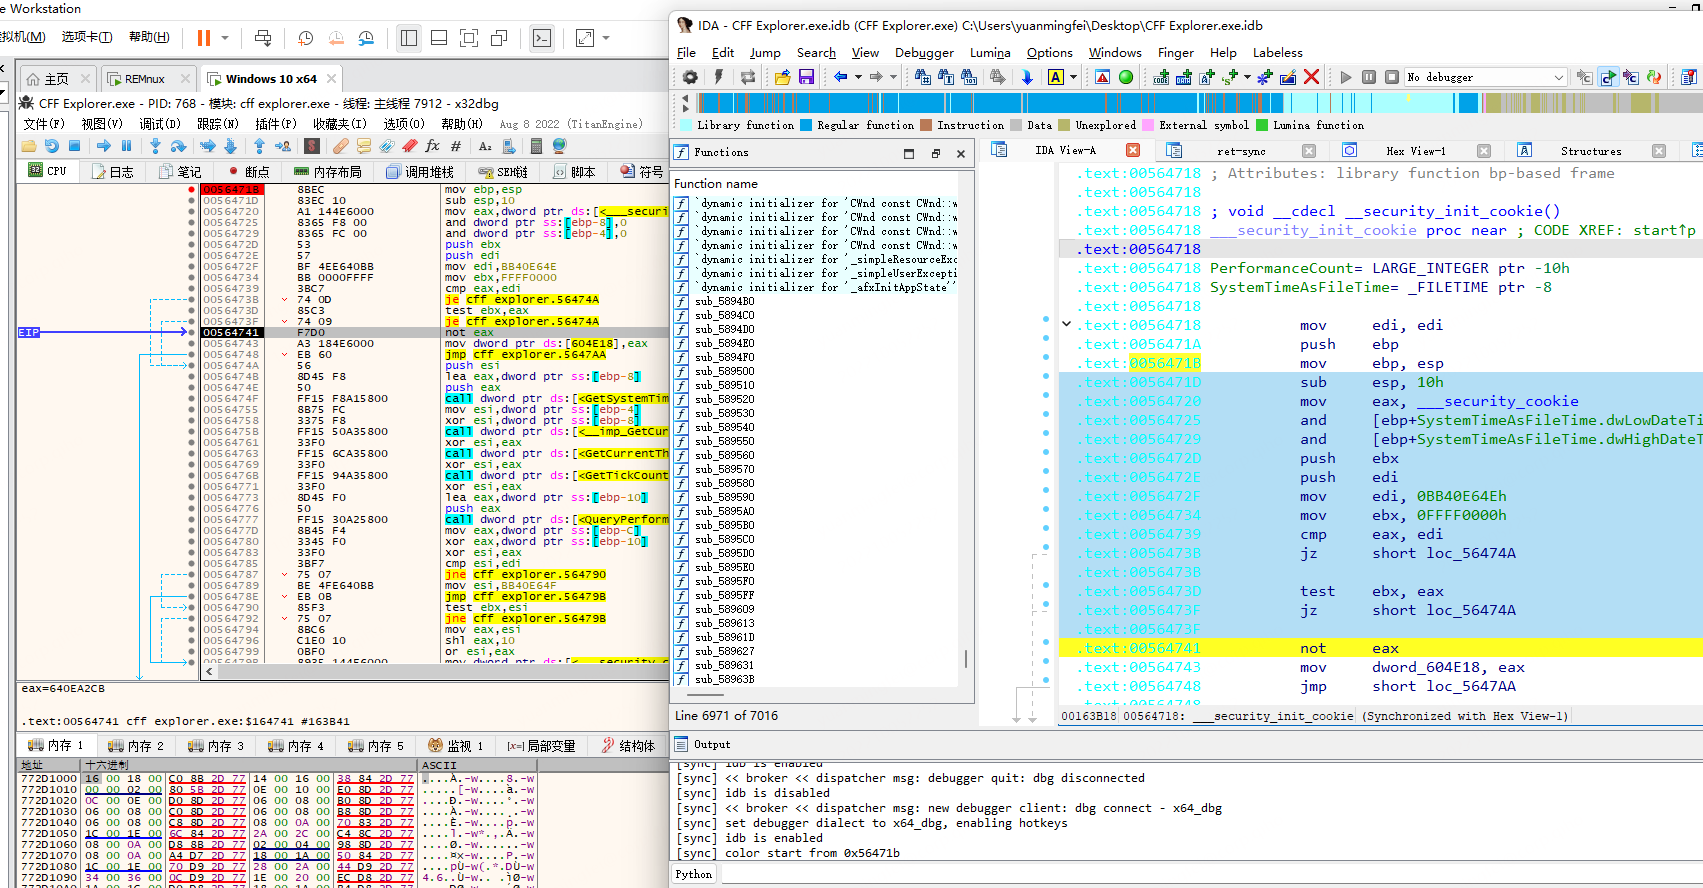 e Workstation
拟机(M) 选项卡(T) 帮助(H)
主页 REMnux Windows 10 x64
CFF Explorer.exe - PID: 768 - 模块: cff explorer.exe - 线程: 主线程 7912 - x32dbg
文件(F) 视图(V) 调试(D) 跟踪(N) 插件(P) 收藏夹(I) 选项(O) 帮助(H) Aug 8 2022 (TitanEngine)
CPU 日志 笔记 断点 内存布局 调用堆栈 SEH链 脚本 符号
0056471B 8BEC mov ebp,esp
0056471D 83EC 10 sub esp,10
00564720 A1 144E6000 mov eax,dword ptr ds:[<___securi
00564725 8365 F8 00 and dword ptr ss:[ebp-8],0
00564729 8365 FC 00 and dword ptr ss:[ebp-4],0
0056472D 53 push ebx
0056472E 57 push edi
0056472F BF 4EE640BB mov edi,BB40E64E
00564734 BB 0000FFFF mov ebx,FFFF0000
00564739 3BC7 cmp eax,edi
0056473B 74 0D je cff explorer.56474A
0056473D 85C3 test ebx,eax
0056473F 74 09 je cff explorer.56474A
EIP 00564741 F7D0 not eax
00564743 A3 184E6000 mov dword ptr ds:[604E18],eax
00564748 EB 60 jmp cff explorer.5647AA
0056474A 56 push esi
0056474B 8D45 F8 lea eax,dword ptr ss:[ebp-8]
0056474E 50 push eax
0056474F FF15 F8A15800 call dword ptr ds:[<GetSystemTim
00564755 8B75 FC mov esi,dword ptr ss:[ebp-4]
00564758 3375 F8 xor esi,dword ptr ss:[ebp-8]
0056475B FF15 50A35800 call dword ptr ds:[<__imp_GetCur
00564761 33F0 xor esi,eax
00564763 FF15 6CA35800 call dword ptr ds:[<GetCurrentTh
00564769 33F0 xor esi,eax
0056476B FF15 94A35800 call dword ptr ds:[<GetTickCount
00564771 33F0 xor esi,eax
00564773 8D45 F0 lea eax,dword ptr ss:[ebp-10]
00564776 50 push eax
00564777 FF15 30A25800 call dword ptr ds:[<QueryPerform
0056477D 8B45 F4 mov eax,dword ptr ss:[ebp-C]
00564780 3345 F0 xor eax,dword ptr ss:[ebp-10]
00564783 33F0 xor esi,eax
00564785 3BF7 cmp esi,edi
00564787 75 07 jne cff explorer.564790
00564789 BE 4FE640BB mov esi,BB40E64F
0056478E EB 0B jmp cff explorer.56479B
00564790 85F3 test ebx,esi
00564792 75 07 jne cff explorer.56479B
00564794 8BC6 mov eax,esi
00564796 C1E0 10 shl eax,10
00564799 0BF0 or esi,eax
0056479B 8935 144E6000 mov dword ptr ds:[<___security_c
eax=640EA2CB
.text:00564741 cff explorer.exe:$164741 #163B41
内存 1 内存 2 内存 3 内存 4 内存 5 监视 1 [x=]局部变量 结构体
地址 十六进制 ASCII
772D1000 16 00 18 00 C0 8B 2D 77 14 00 16 00 38 84 2D 77 ....À.-w....8.-w
772D1010 00 00 02 00 80 5B 2D 77 0E 00 10 00 E0 8D 2D 77 .....[-w....à.-w
772D1020 0C 00 0E 00 D0 8D 2D 77 06 00 08 00 B0 8D 2D 77 ....Ð.-w....°.-w
772D1030 06 00 08 00 C0 8D 2D 77 06 00 08 00 B8 8D 2D 77 ....À.-w....¸.-w
772D1040 06 00 08 00 C8 8D 2D 77 08 00 0A 00 70 83 2D 77 ....È.-w....p.-w
772D1050 1C 00 1E 00 6C 84 2D 77 2A 00 2C 00 C4 8C 2D 77 ....l.-w*.,.Ä.-w
772D1060 08 00 0A 00 D8 8B 2D 77 02 00 04 00 98 8D 2D 77 ....Ø.-w......-w
772D1070 08 00 0A 00 A4 D7 2D 77 18 00 1A 00 50 84 2D 77 ....¤×-w....P.-w
772D1080 1C 00 1E 00 70 D9 2D 77 28 00 2A 00 44 D9 2D 77 ....pÙ-w(.*.DÙ-w
772D1090 34 00 36 00 0C D9 2D 77 1E 00 20 00 EC D8 2D 77 4.6..Ù-w.. .ìØ-w
IDA - CFF Explorer.exe.idb (CFF Explorer.exe) C:\Users\yuanmingfei\Desktop\CFF Explorer.exe.idb
File Edit Jump Search View Debugger Lumina Options Windows Finger Help Labeless
No debugger
Library function Regular function Instruction Data Unexplored External symbol Lumina function
Functions
Function name
`dynamic initializer for 'CWnd const CWnd::w
`dynamic initializer for 'CWnd const CWnd::w
`dynamic initializer for 'CWnd const CWnd::w
`dynamic initializer for 'CWnd const CWnd::w
`dynamic initializer for '_simpleResourceExc
`dynamic initializer for '_simpleUserExcepti
`dynamic initializer for '_afxInitAppState''
sub_5894B0
sub_5894C0
sub_5894D0
sub_5894E0
sub_5894F0
sub_589500
sub_589510
sub_589520
sub_589530
sub_589540
sub_589550
sub_589560
sub_589570
sub_589580
sub_589590
sub_5895A0
sub_5895B0
sub_5895C0
sub_5895D0
sub_5895E0
sub_5895F0
sub_5895FF
sub_589609
sub_589613
sub_58961D
sub_589627
sub_589631
sub_58963B
Line 6971 of 7016
IDA View-A ret-sync Hex View-1 Structures
.text:00564718 ; Attributes: library function bp-based frame
.text:00564718
.text:00564718 ; void __cdecl __security_init_cookie()
.text:00564718 ___security_init_cookie proc near ; CODE XREF: start↑p
.text:00564718
.text:00564718 PerformanceCount= LARGE_INTEGER ptr -10h
.text:00564718 SystemTimeAsFileTime= _FILETIME ptr -8
.text:00564718
.text:00564718 mov edi, edi
.text:0056471A push ebp
.text:0056471B mov ebp, esp
.text:0056471D sub esp, 10h
.text:00564720 mov eax, ___security_cookie
.text:00564725 and [ebp+SystemTimeAsFileTime.dwLowDateTi
.text:00564729 and [ebp+SystemTimeAsFileTime.dwHighDateT
.text:0056472D push ebx
.text:0056472E push edi
.text:0056472F mov edi, 0BB40E64Eh
.text:00564734 mov ebx, 0FFFF0000h
.text:00564739 cmp eax, edi
.text:0056473B jz short loc_56474A
.text:0056473B
.text:0056473D test ebx, eax
.text:0056473F jz short loc_56474A
.text:0056473F
.text:00564741 not eax
.text:00564743 mov dword_604E18, eax
.text:00564748 jmp short loc_5647AA
.text:00564748
00163B18 00564718: ___security_init_cookie (Synchronized with Hex View-1)
Output
[sync] idb is enabled
[sync] << broker << dispatcher msg: debugger quit: dbg disconnected
[sync] idb is disabled
[sync] << broker << dispatcher msg: new debugger client: dbg connect - x64_dbg
[sync] set debugger dialect to x64_dbg, enabling hotkeys
[sync] idb is enabled
[sync] color start from 0x56471b
Python